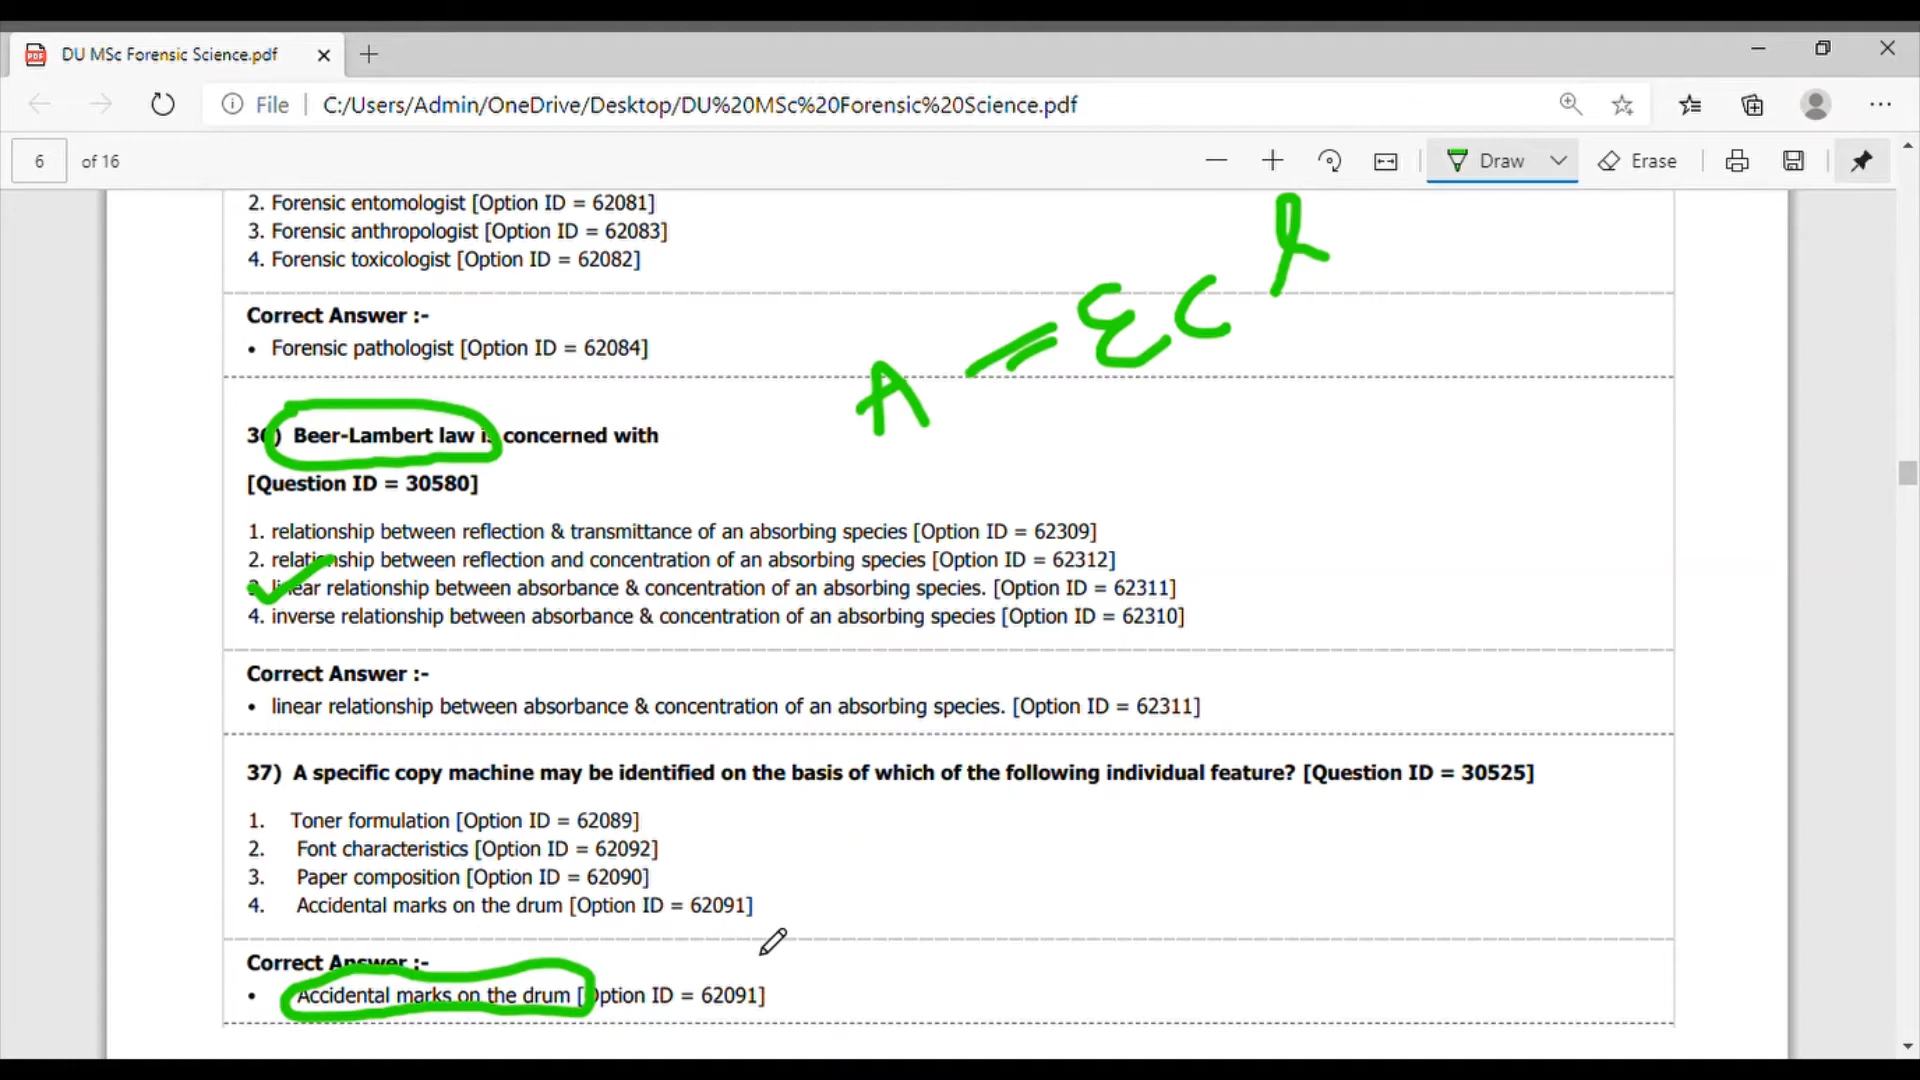 DU MSc Forensic Science.pdf
File C:/Users/Admin/OneDrive/Desktop/DU%20MSc%20Forensic%20Science.pdf
6 of 16 Draw Erase
2. Forensic entomologist [Option ID = 62081]
3. Forensic anthropologist [Option ID = 62083]
4. Forensic toxicologist [Option ID = 62082]
Correct Answer :-
• Forensic pathologist [Option ID = 62084]
A = Ɛ C l
36) Beer-Lambert law is concerned with
[Question ID = 30580]
1. relationship between reflection & transmittance of an absorbing species [Option ID = 62309]
2. relationship between reflection and concentration of an absorbing species [Option ID = 62312]
3. linear relationship between absorbance & concentration of an absorbing species. [Option ID = 62311]
4. inverse relationship between absorbance & concentration of an absorbing species [Option ID = 62310]
Correct Answer :-
• linear relationship between absorbance & concentration of an absorbing species. [Option ID = 62311]
37) A specific copy machine may be identified on the basis of which of the following individual feature? [Question ID = 30525]
1. Toner formulation [Option ID = 62089]
2. Font characteristics [Option ID = 62092]
3. Paper composition [Option ID = 62090]
4. Accidental marks on the drum [Option ID = 62091]
Correct Answer :-
• Accidental marks on the drum [Option ID = 62091]